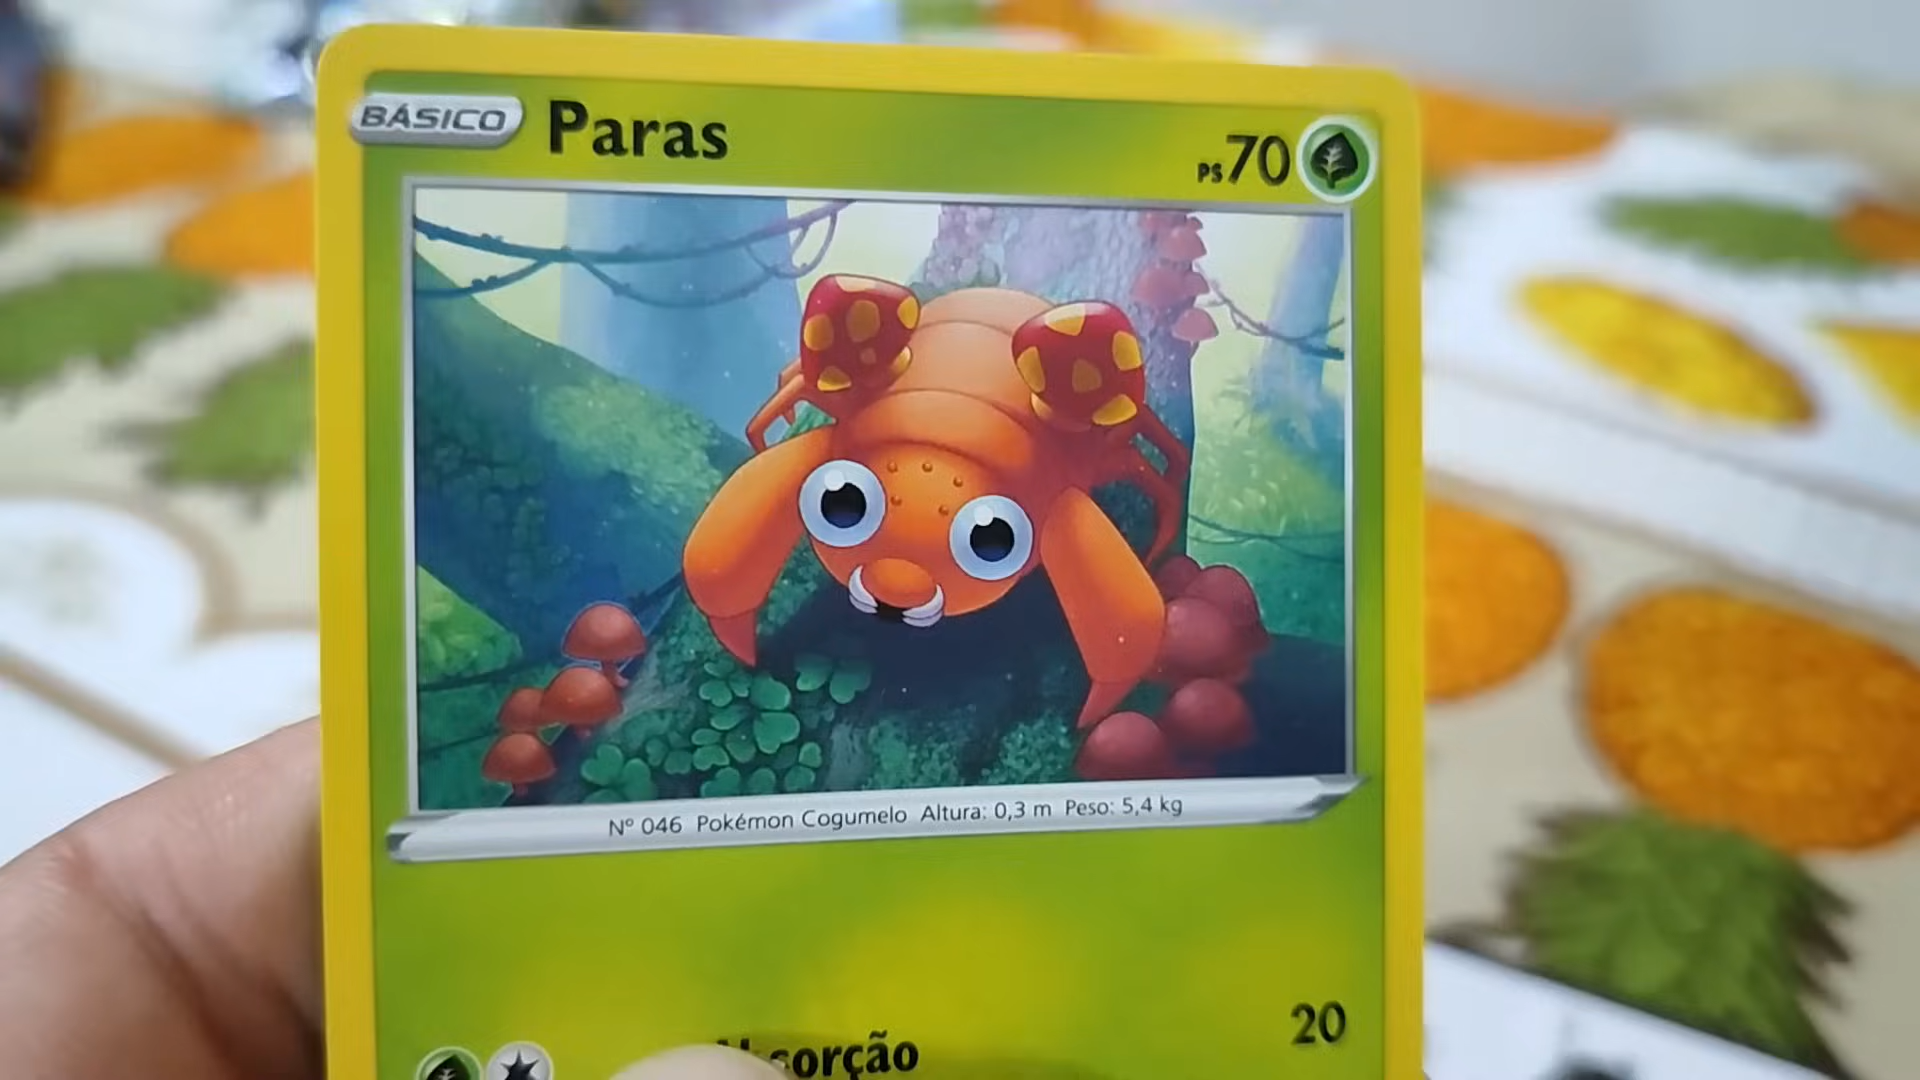 BÁSICO Paras PS70
Nº 046 Pokémon Cogumelo Altura: 0,3 m Peso: 5,4 kg
20